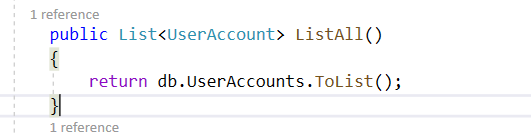 1 reference
public List<UserAccount> ListAll()
{
return db.UserAccounts.ToList();
}
1 reference